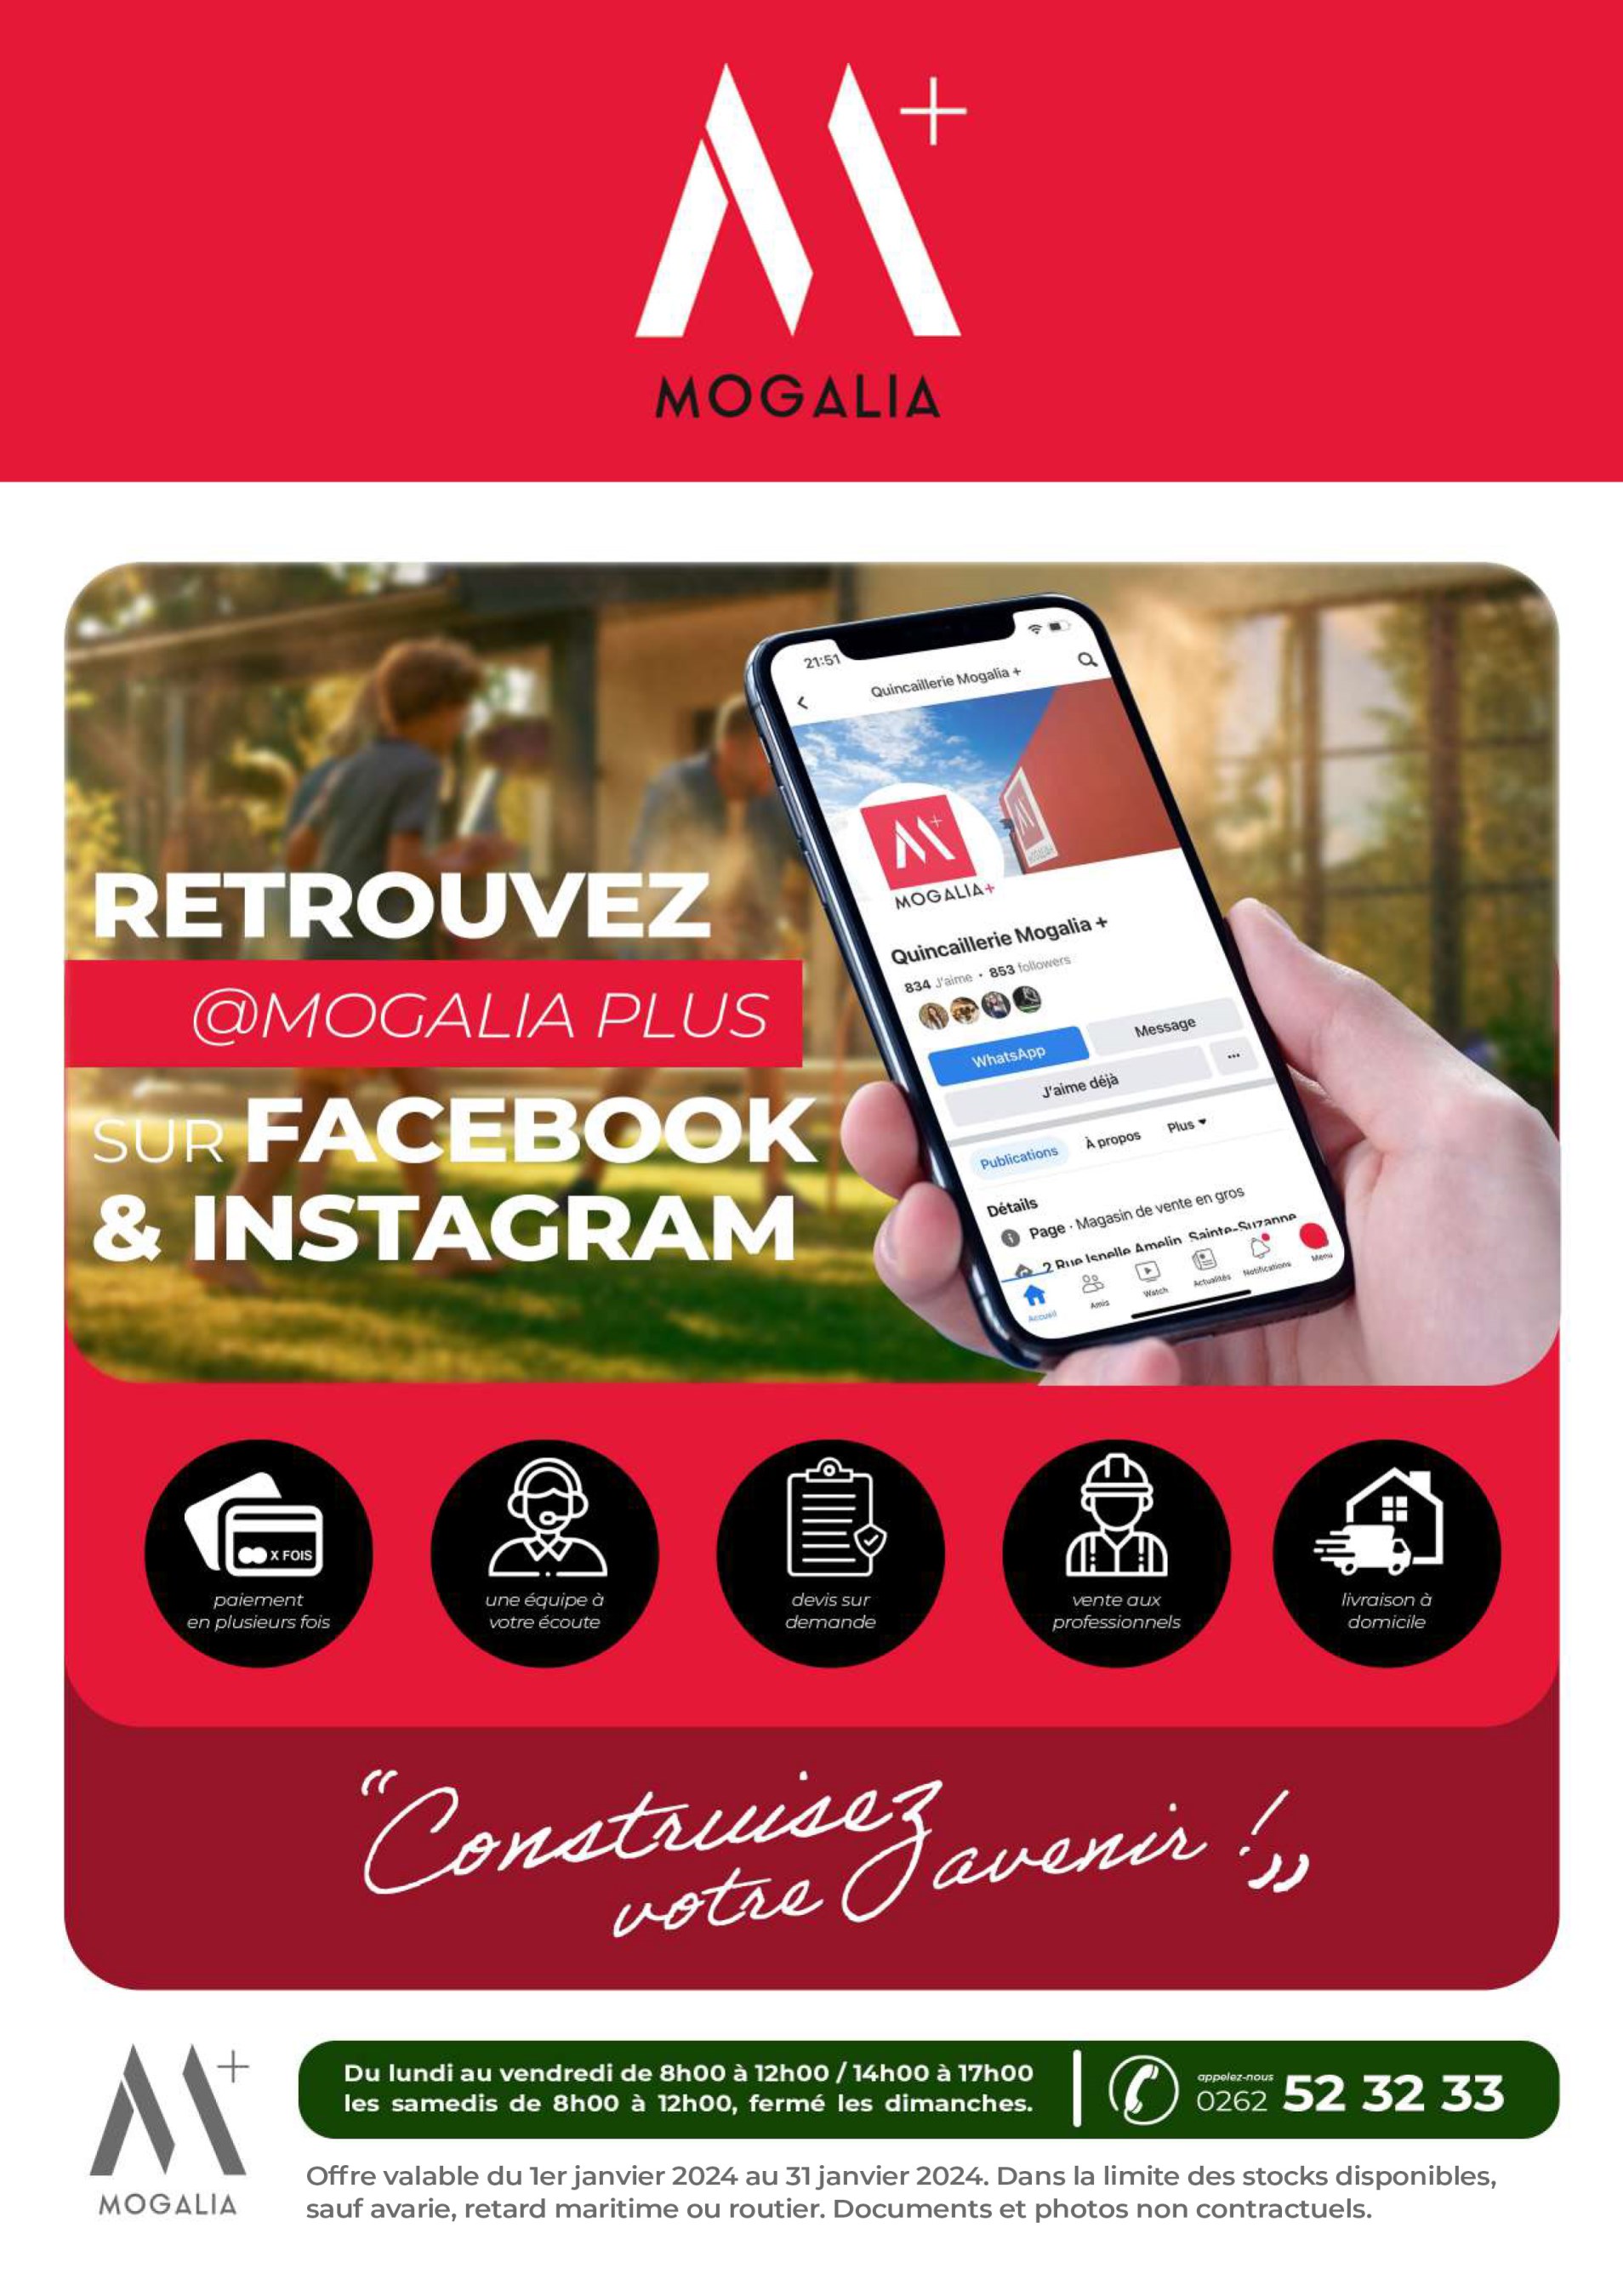 MOGALIA
21:51
Quincaillerie Mogalia +
MOGALIA+
Quincaillerie Mogalia +
834 J'aime · 853 followers
WhatsApp
Message
J'aime déjà
...
Publications
À propos
Plus
Détails
Page · Magasin de vente en gros
2 Rue Amelin Sainte-Suzanne
Accueil
Amis
Watch
Actualités
Notifications
Menu
RETROUVEZ
@MOGALIA PLUS
SUR FACEBOOK
& INSTAGRAM
X FOIS
paiement
en plusieurs fois
une équipe à
votre écoute
devis sur
demande
vente aux
professionnels
livraison à
domicile
“Construisez
votre avenir !”
MOGALIA
Du lundi au vendredi de 8h00 à 12h00 / 14h00 à 17h00
les samedis de 8h00 à 12h00, fermé les dimanches.
appelez-nous
0262 52 32 33
Offre valable du 1er janvier 2024 au 31 janvier 2024. Dans la limite des stocks disponibles,
sauf avarie, retard maritime ou routier. Documents et photos non contractuels.